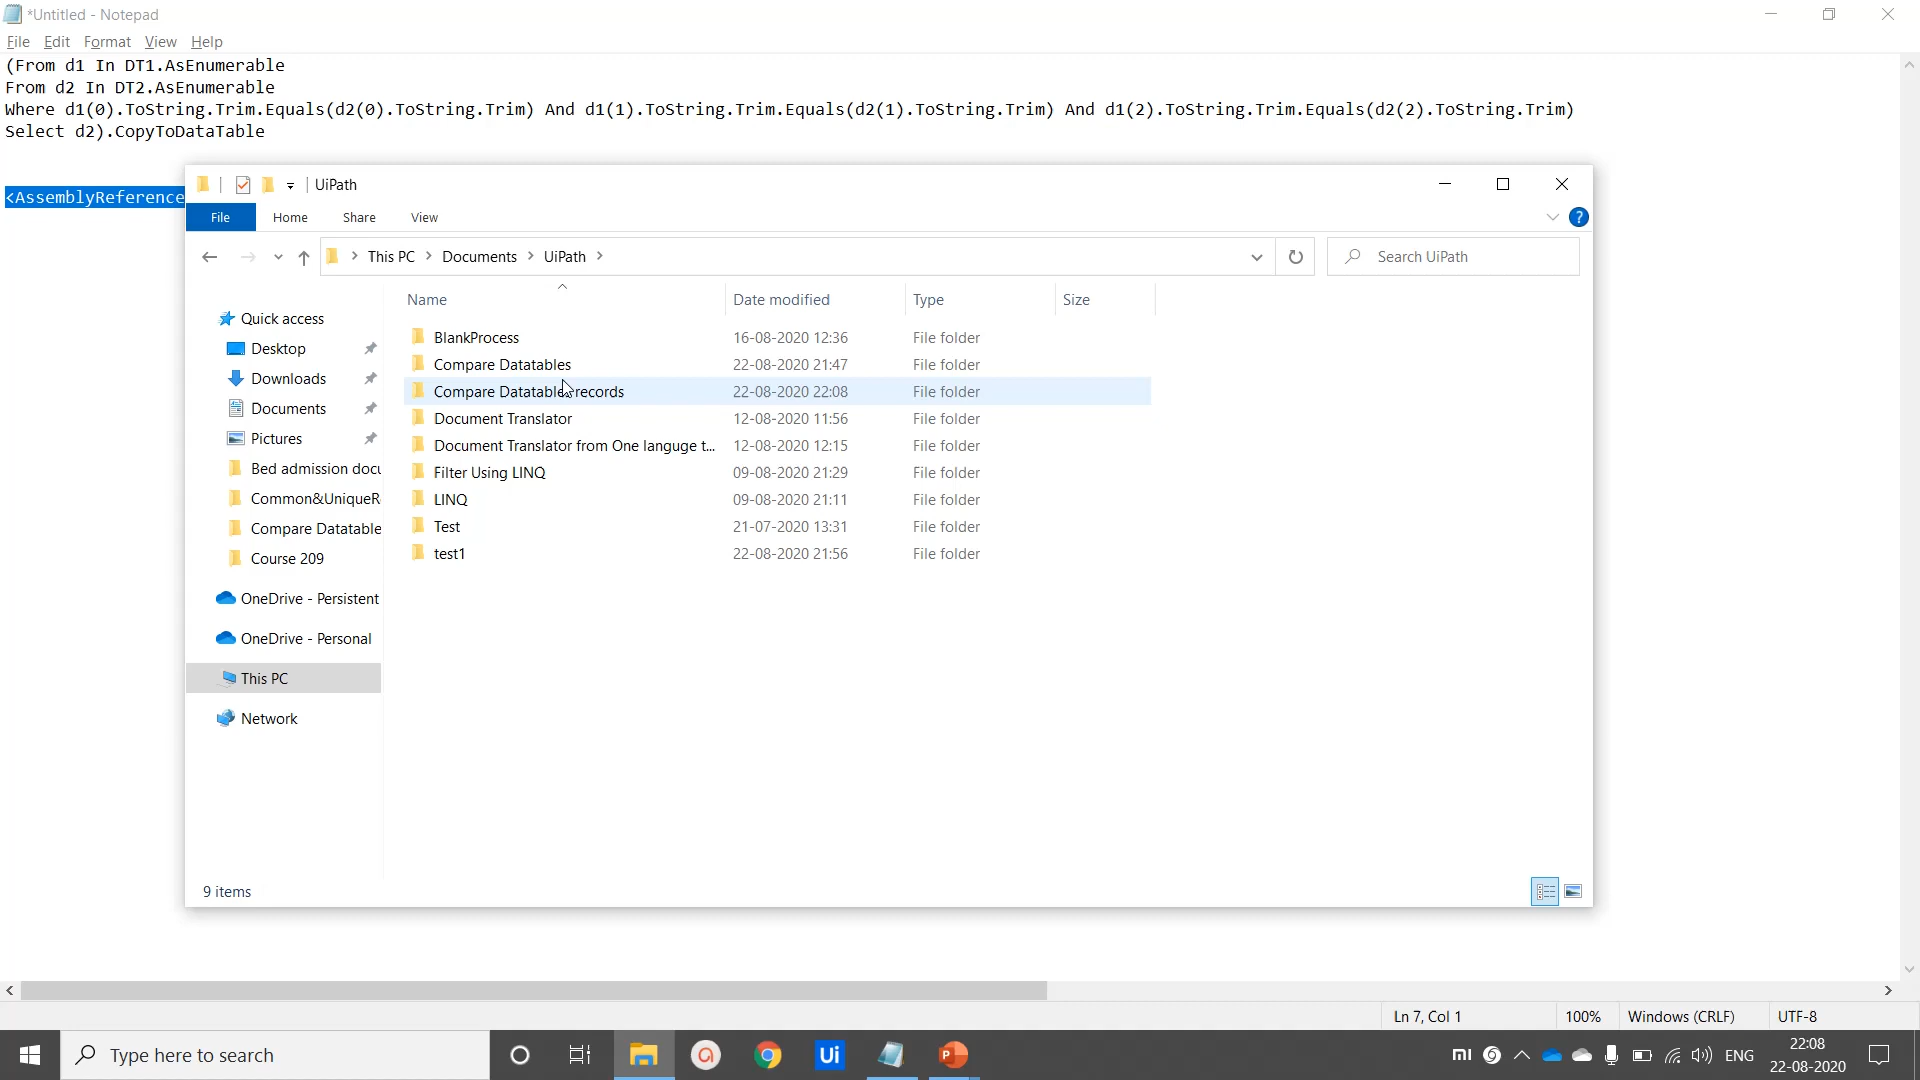 *Untitled - Notepad
File Edit Format View Help
(From d1 In DT1.AsEnumerable
From d2 In DT2.AsEnumerable
Where d1(0).ToString.Trim.Equals(d2(0).ToString.Trim) And d1(1).ToString.Trim.Equals(d2(1).ToString.Trim) And d1(2).ToString.Trim.Equals(d2(2).ToString.Trim)
Select d2).CopyToDataTable
<AssemblyReference
UiPath
File Home Share View
This PC Documents UiPath Search UiPath
Name Date modified Type Size
Quick access
Desktop
Downloads
Documents
Pictures
Bed admission docu
Common&UniqueR
Compare Datatable
Course 209
OneDrive - Persistent
OneDrive - Personal
This PC
Network
BlankProcess 16-08-2020 12:36 File folder
Compare Datatables 22-08-2020 21:47 File folder
Compare Datatable records 22-08-2020 22:08 File folder
Document Translator 12-08-2020 11:56 File folder
Document Translator from One languge t... 12-08-2020 12:15 File folder
Filter Using LINQ 09-08-2020 21:29 File folder
LINQ 09-08-2020 21:11 File folder
Test 21-07-2020 13:31 File folder
test1 22-08-2020 21:56 File folder
9 items
Ln 7, Col 1 100% Windows (CRLF) UTF-8
Type here to search
Ui
P
mi
ENG
22:08
22-08-2020